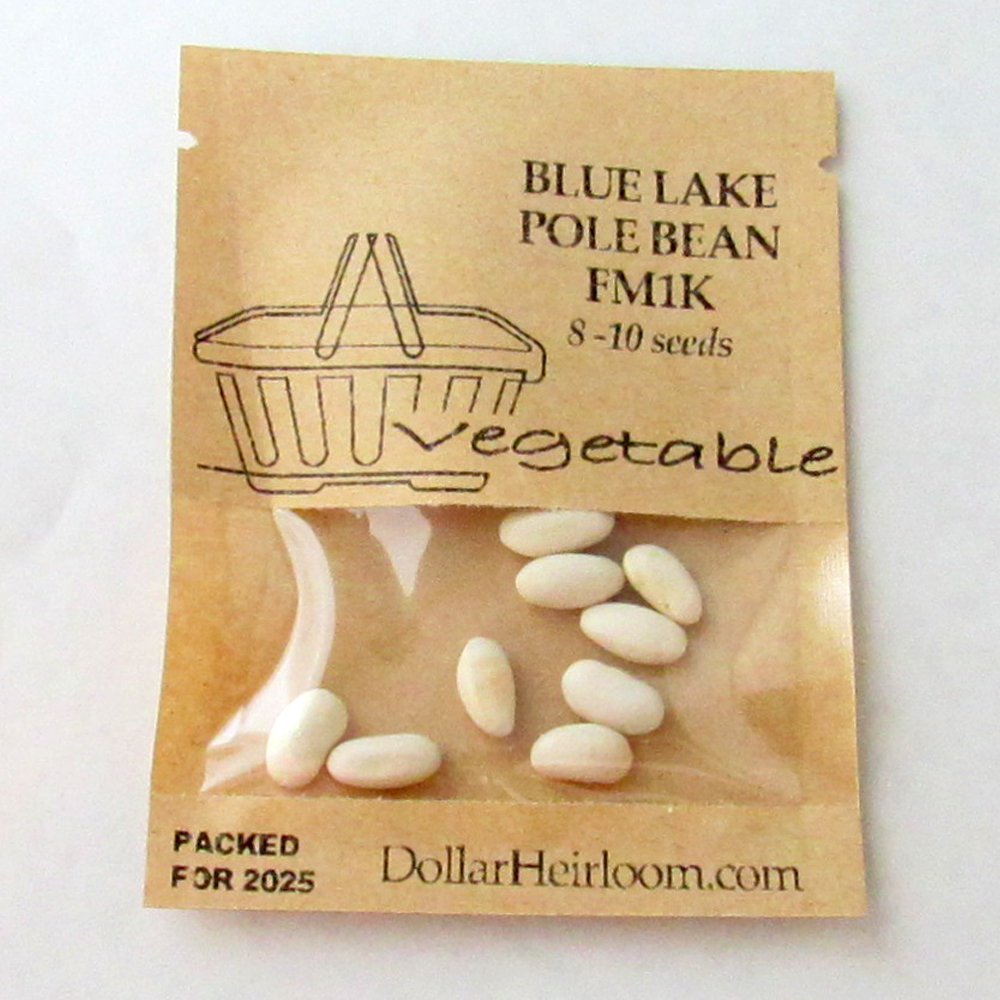 BLUE LAKE
POLE BEAN
FM1K
8-10 seeds
vegetable
PACKED
FOR 2025
DollarHeirloom.com